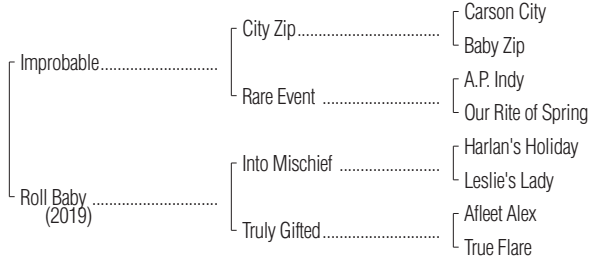 Carson City
City Zip
Baby Zip
Improbable
A.P. Indy
Rare Event
Our Rite of Spring
Harlan's Holiday
Into Mischief
Leslie's Lady
Roll Baby
(2019)
Afleet Alex
Truly Gifted
True Flare